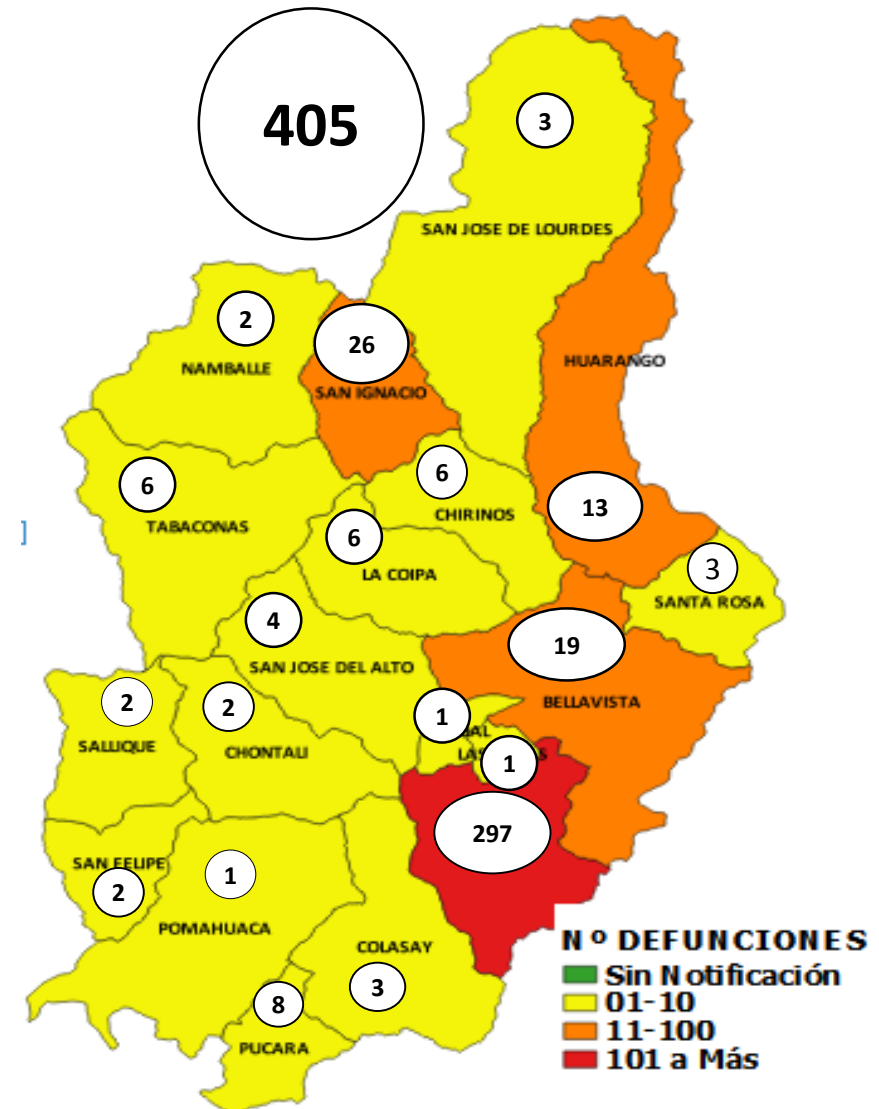 405
3
SAN JOSE DE LOURDES
2
NAMBALLE
26
SAN IGNACIO
HUARANGO
6
TABACONAS
6
CHIRINOS
13
]
6
LA COIPA
3
SANTA ROSA
4
SAN JOSE DEL ALTO
19
BELLAVISTA
2
SALLIQUE
2
CHONTALI
1
1
297
SAN FELIPE
2
1
POMAHUACA
COLASAY
3
8
PUCARA
Nº DEFUNCIONES
Sin Notificación
01-10
11-100
101 a Más